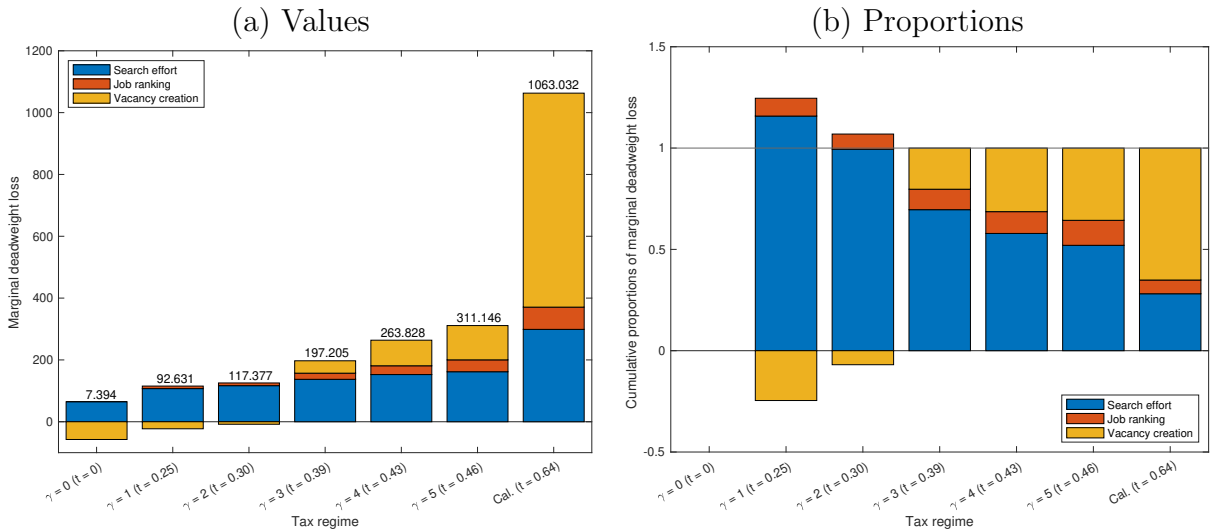 (a) Values
1200
1000
800
600
400
200
0
Marginal deadweight loss
Search effort
Job ranking
Vacancy creation
7.394
92.631
117.377
197.205
263.828
311.146
1063.032
γ = 0 (t = 0)
γ = 1 (t = 0.25)
γ = 2 (t = 0.30)
γ = 3 (t = 0.39)
γ = 4 (t = 0.43)
γ = 5 (t = 0.46)
Cal. (t = 0.64)
Tax regime
(b) Proportions
1.5
1
0.5
0
-0.5
Cumulative proportions of marginal deadweight loss
Search effort
Job ranking
Vacancy creation
γ = 0 (t = 0)
γ = 1 (t = 0.25)
γ = 2 (t = 0.30)
γ = 3 (t = 0.39)
γ = 4 (t = 0.43)
γ = 5 (t = 0.46)
Cal. (t = 0.64)
Tax regime